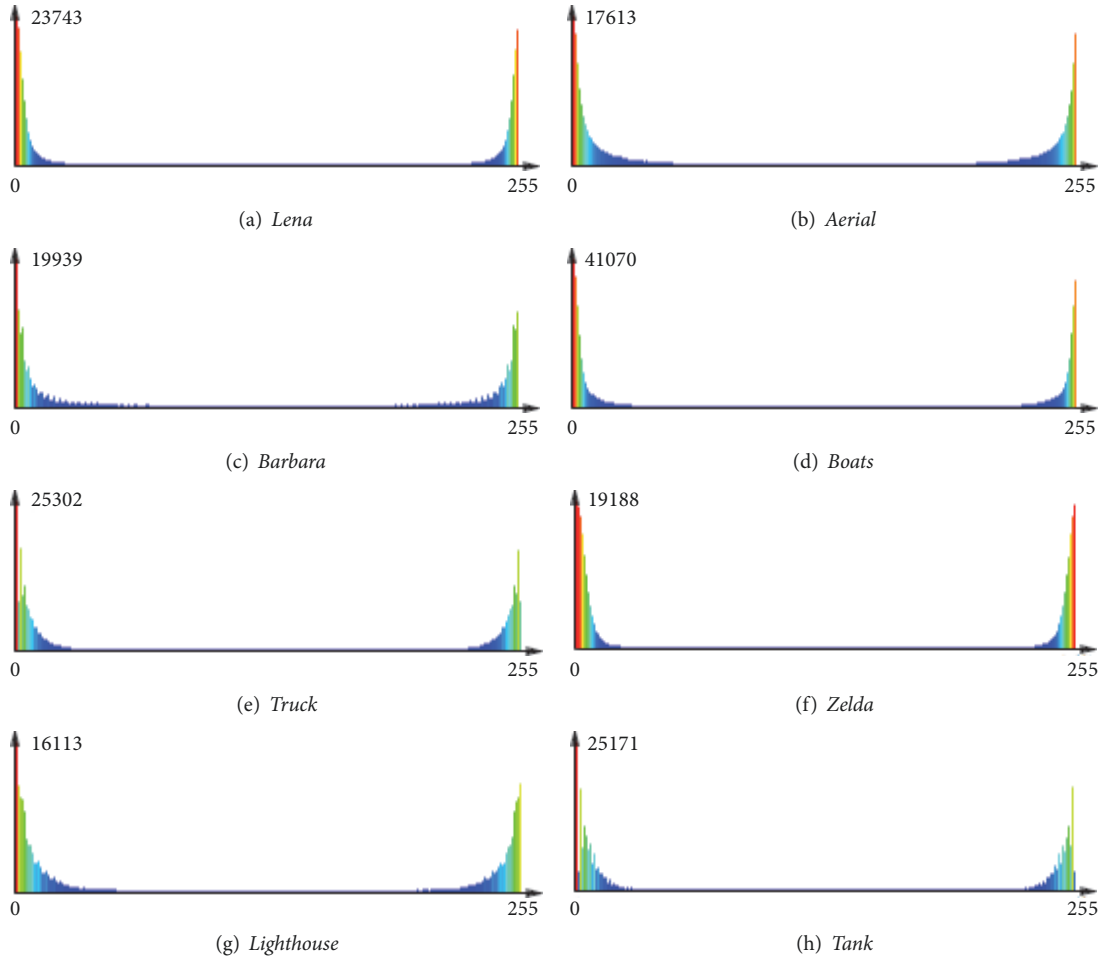 23743
0 255
(a) Lena
17613
0 255
(b) Aerial
19939
0 255
(c) Barbara
41070
0 255
(d) Boats
25302
0 255
(e) Truck
19188
0 255
(f) Zelda
16113
0 255
(g) Lighthouse
25171
0 255
(h) Tank